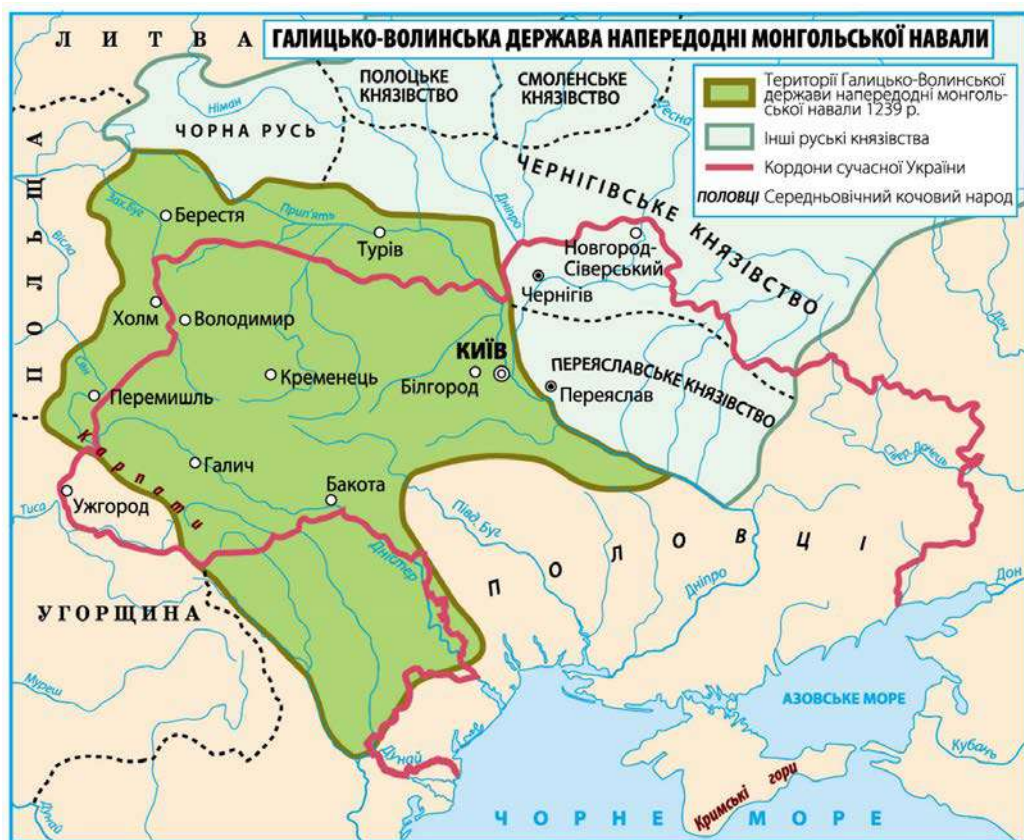 ЛИТВА
ГАЛИЦЬКО-ВОЛИНСЬКА ДЕРЖАВА НАПЕРЕДОДНІ МОНГОЛЬСЬКОЇ НАВАЛИ
Території Галицько-Волинської
держави напередодні монголь-
ської навали 1239 р.
Інші руські князівства
Кордони сучасної України
ПОЛОВЦІ Середньовічний кочовий народ
ПОЛОЦЬКЕ
КНЯЗІВСТВО
СМОЛЕНСЬКЕ
КНЯЗІВСТВО
Німан
ЧОРНА РУСЬ
Десна
ПОЛЬЩА
ЧЕРНІГІВСЬКЕ КНЯЗІВСТВО
Зах.Буг
Берестя
Прип'ять
Дніпро
Турів
Новгород-
Сіверський
Вісла
Чернігів
Дон
Холм
Володимир
КИЇВ
ПЕРЕЯСЛАВСЬКЕ КНЯЗІВСТВО
Сян
Кременець
Білгород
Переяслав
Перемишль
Карпати
Галич
Сівер. Донець
Ужгород
Бакота
Тиса
Півд. Буг
ПОЛОВЦІ
Дністер
Дніпро
Дон
УГОРЩИНА
Муреш
АЗОВСЬКЕ МОРЕ
Дунай
Кубань
Кримські гори
Дунай
ЧОРНЕ МОРЕ